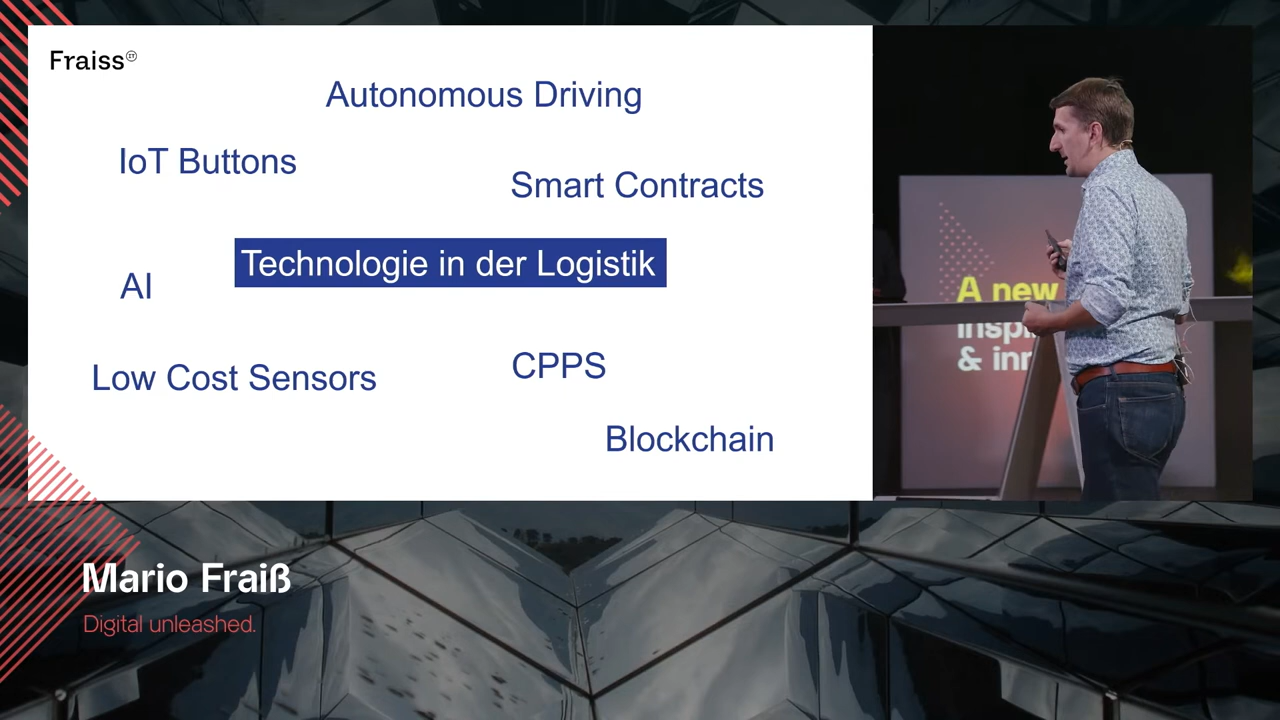 Fraiss
Autonomous Driving
IoT Buttons
Smart Contracts
Technologie in der Logistik
AI
Low Cost Sensors
CPPS
Blockchain
A new
& 
Mario Fraiß
Digital unleashed.